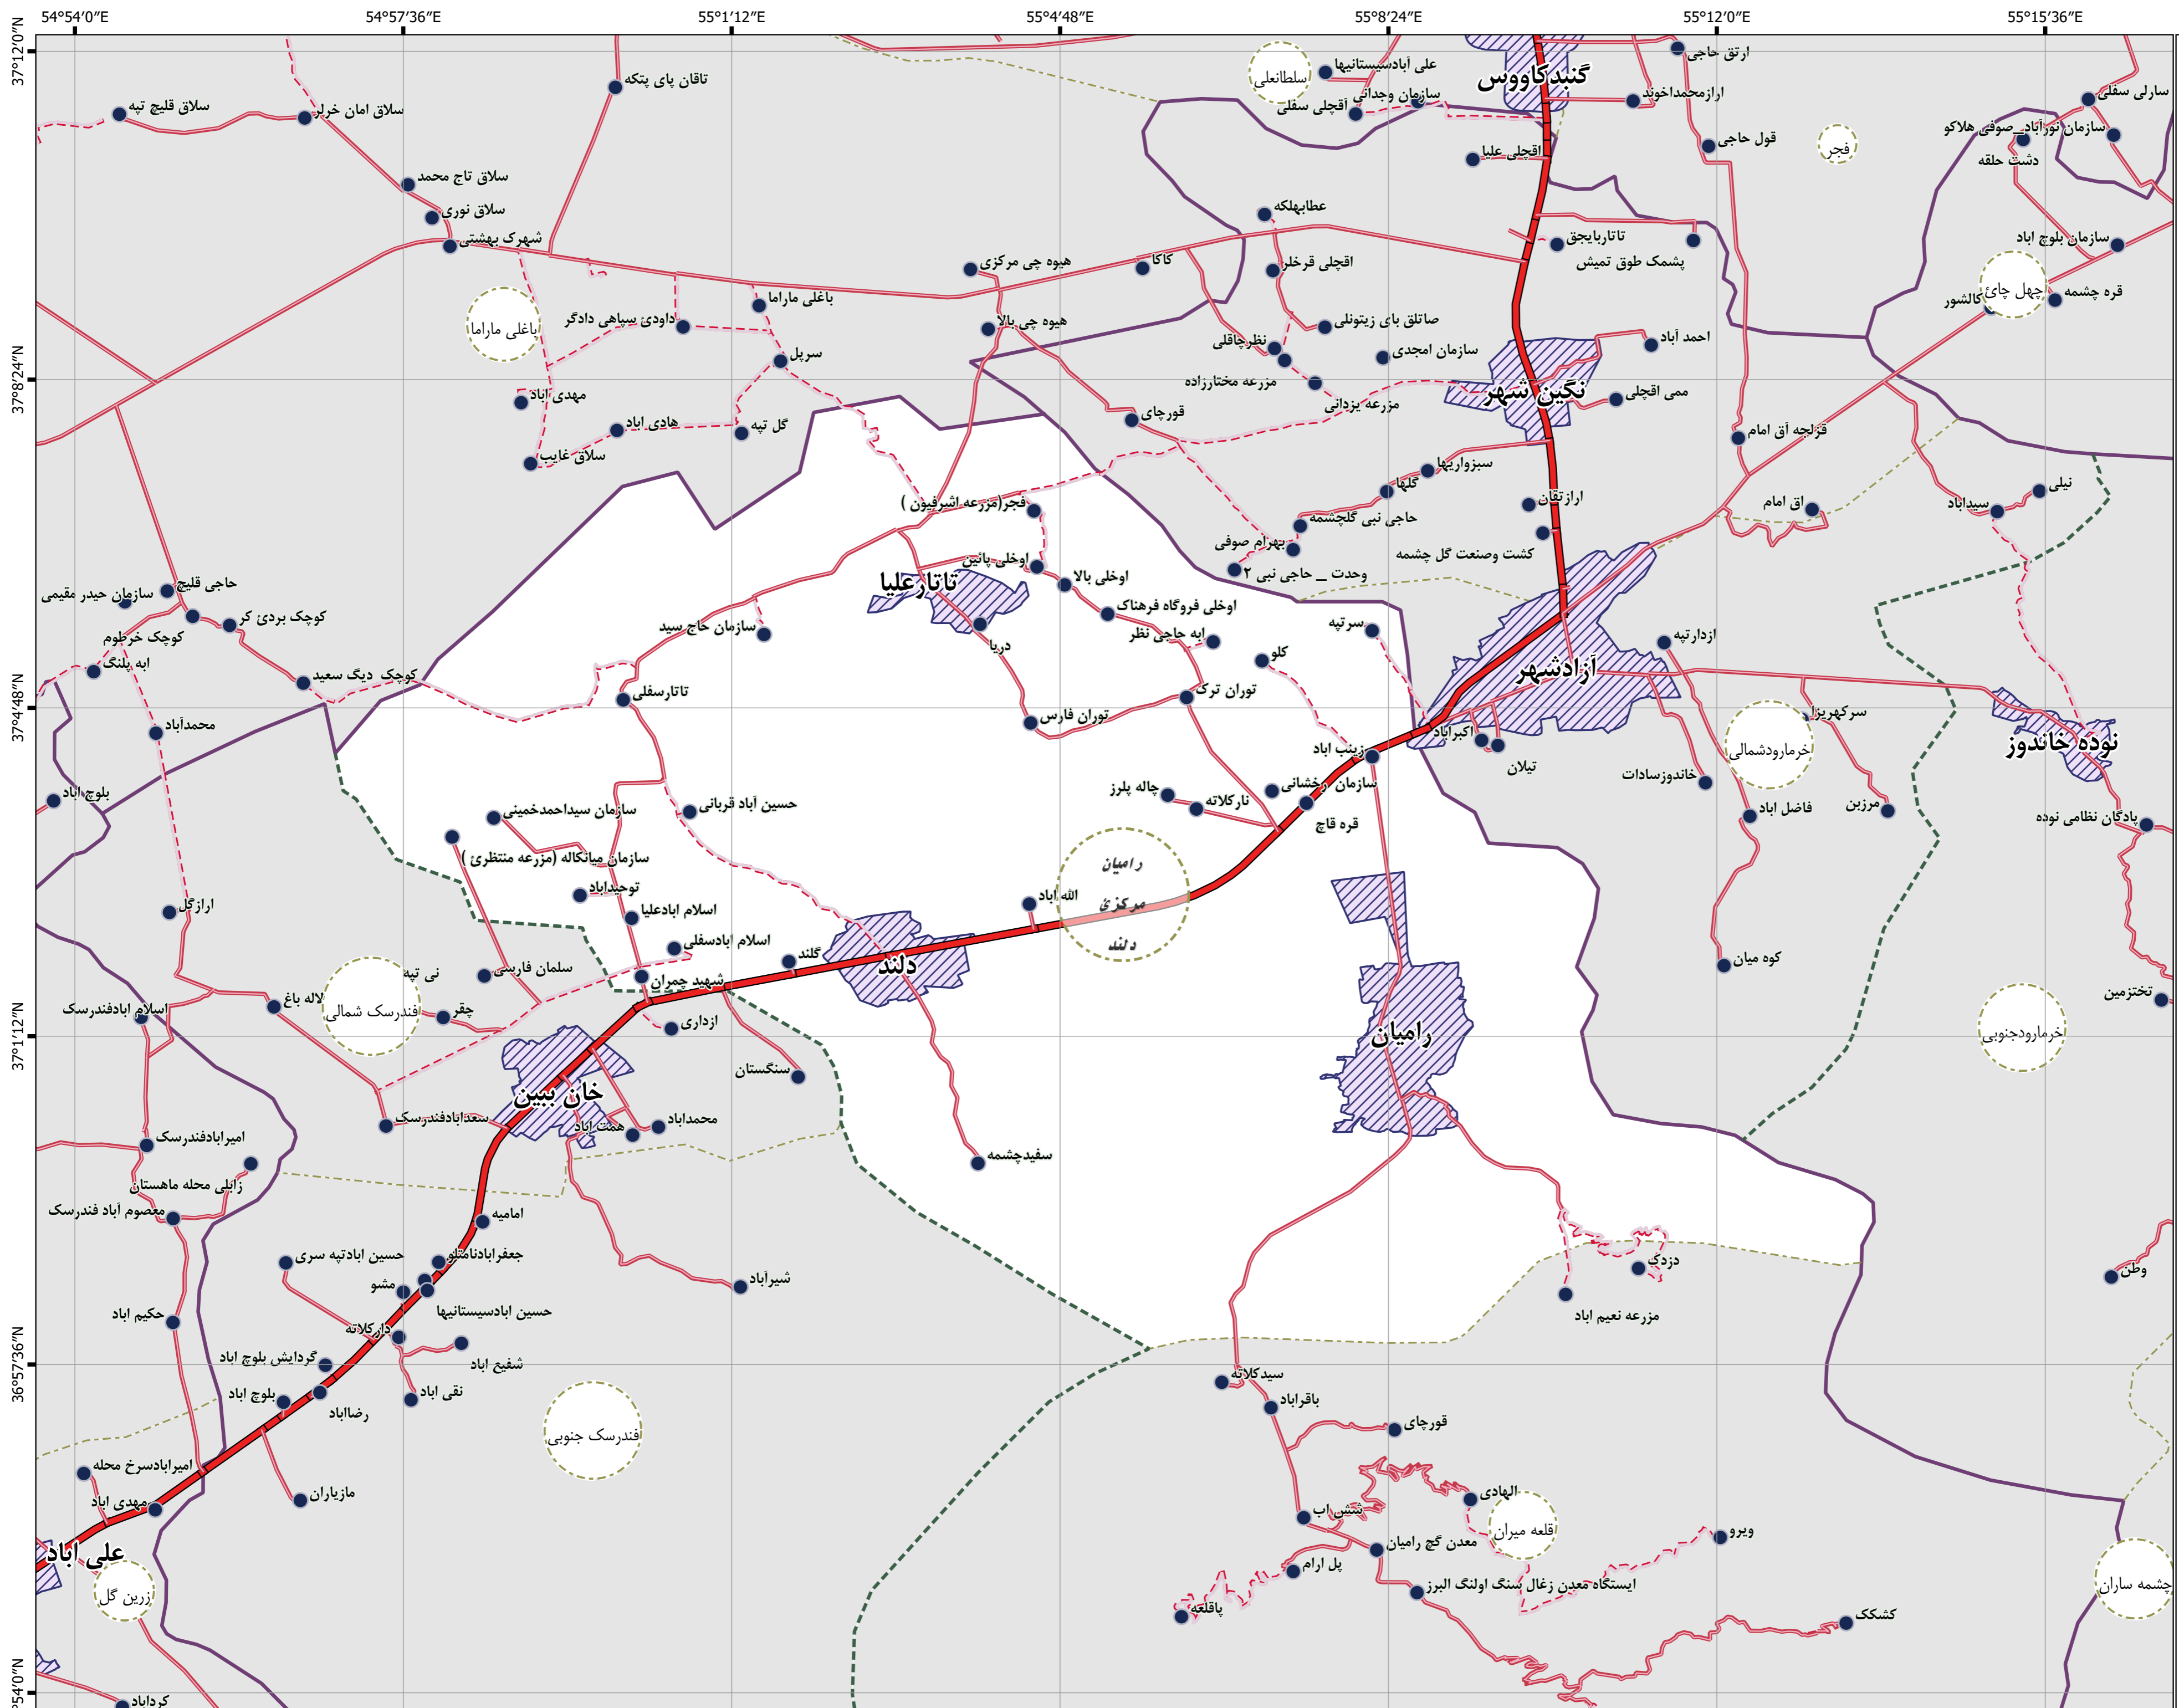 54°54′0″E
54°57′36″E
55°1′12″E
55°4′48″E
55°8′24″E
55°12′0″E
55°15′36″E
37°12′0″N
37°8′24″N
37°4′48″N
37°1′12″N
36°57′36″N
54°0″N
ارتق حاجی
گنبدکاووس
علی آبادسیستانیها
سلطانعلی
تاقان پای پتکه
سارلی سفلی
ارازمحمداخوند
سازمان وجدانی
آقچلی سفلی
سلاق قلیچ تپه
سلاق امان خرلر
سازمان نورآباد_صوفی هلاکو
قول حاجی
فجر
دشت حلقه
اقچلی علیا
سلاق تاج محمد
سلاق نوری
عطابهلکه
شهرک بهشتی
تاتاربایجق
سازمان بلوچ اباد
پشمک طوق تمیش
کاکا
هیوه چی مرکزی
اقچلی قرخلر
چهل چائ
قره چشمه
کالشور
باغلی ماراما
باغلی ماراما
داودی سپاهی دادگر
هیوه چی بالا
صاتلق بای زیتونلی
احمد آباد
نظرچاقلی
سازمان امجدی
سرپل
مزرعه مختارزاده
نگین شهر
ممی اقچلی
مهدی اباد
مزرعه یزدانی
قورچای
هادی اباد
گل تپه
قزلجه آق امام
سلاق غایب
سبزواریها
گلها
نیلی
سیداباد
اق امام
ارازتقان
فجر(مزرعه اشرفیون )
حاجی نبی گلچشمه
بهرام صوفی
کشت وصنعت گل چشمه
وحدت _ حاجی نبی ۲
اوخلی پائین
اوخلی بالا
تاتارعلیا
حاجی قلیچ
سازمان حیدر مقیمی
کوچک بردئ کر
کوچک خرطوم
اوخلی فروگاه فرهناک
سازمان حاج سید
ابه حاجی نظر
سرتپه
ازدارتپه
دریا
کلو
ابه پلنگ
کوچک دیگ سعید
آزادشهر
تاتارسفلی
توران ترک
توران فارس
سرکهریزا
محمدآباد
اکبراباد
خرمارودشمالی
نوده خاندوز
زینب اباد
تیلان
خاندوزسادات
بلوچ اباد
سازمان رخشانی
چاله پلرز
نارکلاته
حسین آباد قربانی
سازمان سیداحمدخمینی
فاضل اباد
مرزبن
پادگان نظامی نوده
قره قاچ
سازمان میانکاله (مزرعه منتظرئ )
رامیان
مرکزئ
دلند
توحیداباد
الله اباد
ارازگل
اسلام ابادعلیا
اسلام ابادسفلی
گلند
دلند
کوه میان
نی تپه
سلمان فارسی
شهید چمران
تختزمین
لاله باغ
فندرسک شمالی
چقر
اسلام ابادفندرسک
ازداری
رامیان
خرمارودجنوبی
سنگستان
خان ببین
سعدابادفندرسک
محمداباد
همت آباد
امیرابادفندرسک
سفیدچشمه
زابلی محله ماهستان
معصوم آباد فندرسک
امامیه
حسین ابادتپه سری
جعفرابادنامتلو
دزدک
وطن
شیرآباد
مشو
حسین ابادسیستانیها
مزرعه نعیم اباد
حکیم اباد
دارکلاته
گردایش بلوچ اباد
شفیع اباد
نقی اباد
بلوچ اباد
رضااباد
سیدکلاته
باقراباد
قورچای
فندرسک جنوبی
امیرابادسرخ محله
مازیاران
مهدی اباد
الهادی
شش اب
قلعه میران
ویرو
معدن گچ رامیان
علی اباد
پل ارام
ایستگاه معدن زغال سنگ اولنگ البرز
زرین گل
چشمه ساران
پاقلعه
کشکک
کرداباد